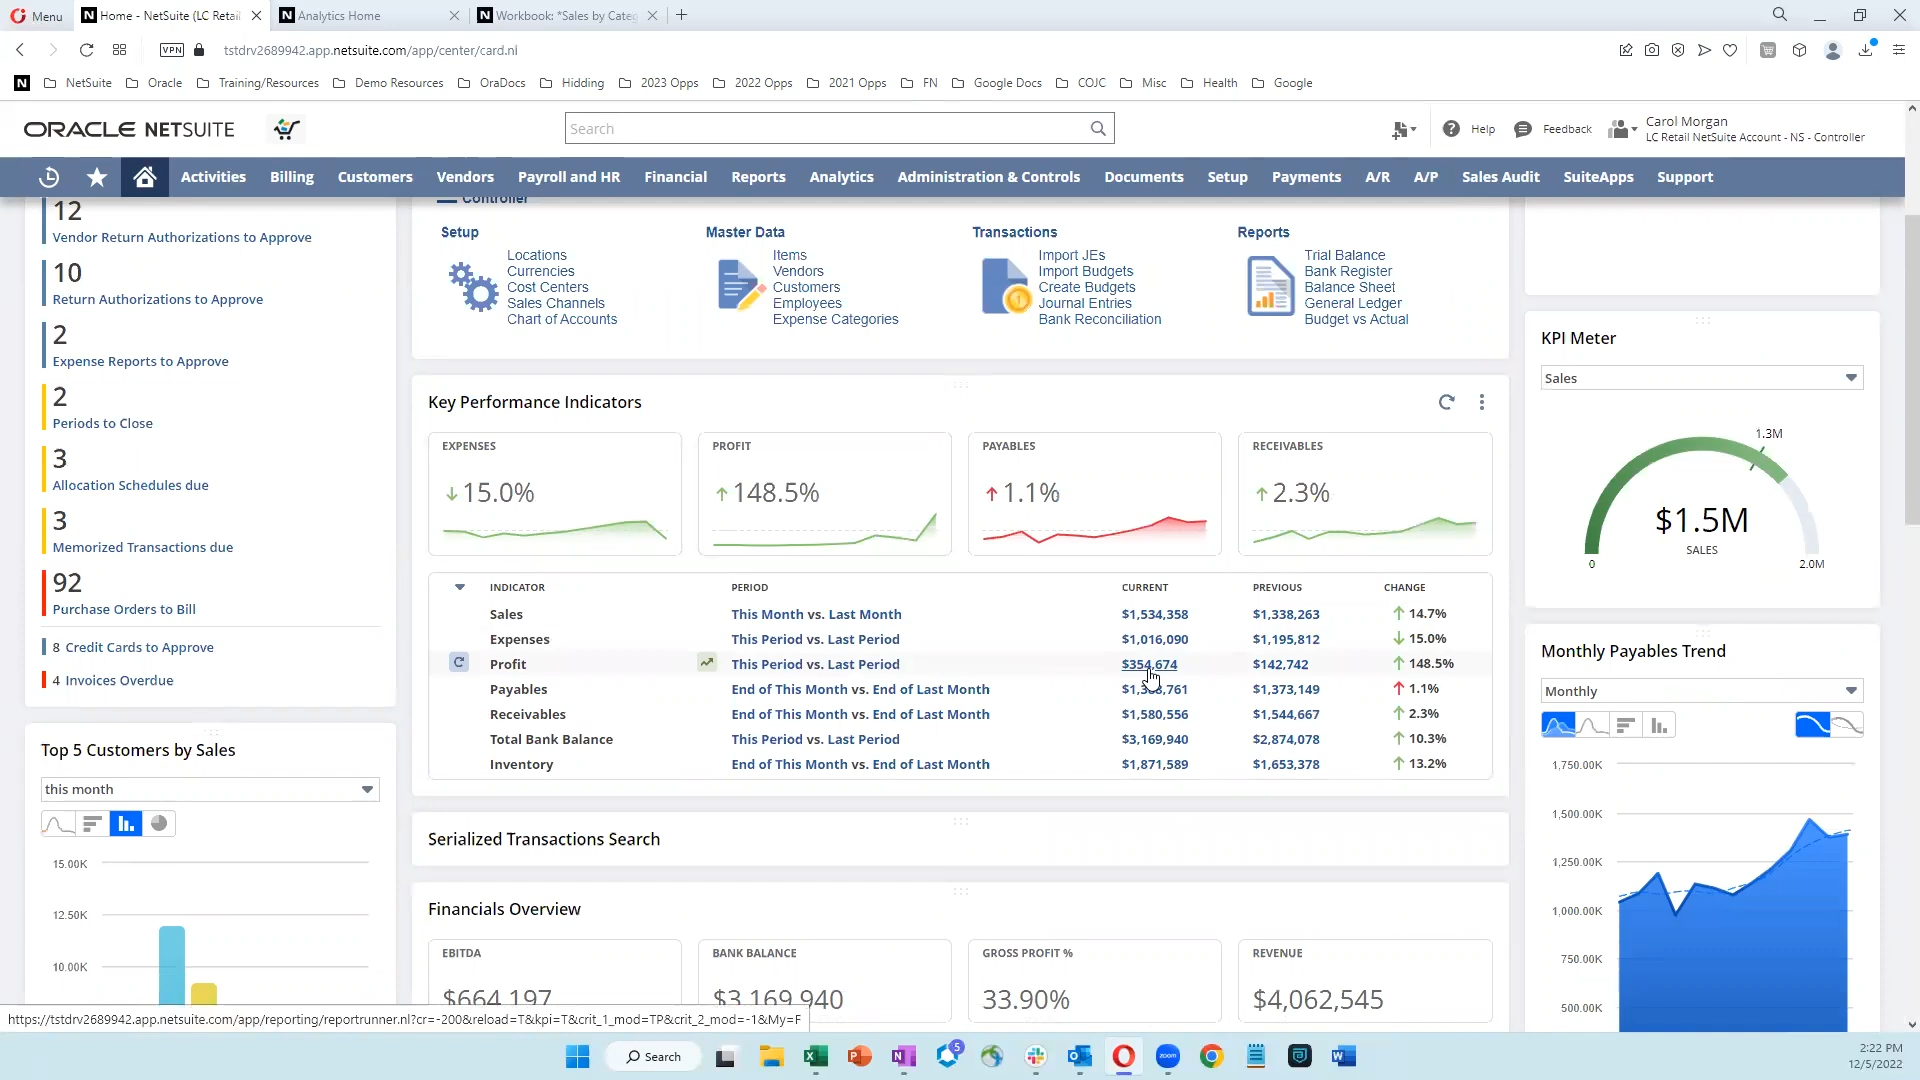 Menu
Home - NetSuite (LC Retail
Analytics Home
Workbook: *Sales by Categ
VPN
tstdrv2689942.app.netsuite.com/app/center/card.nl
NetSuite
Oracle
Training/Resources
Demo Resources
OraDocs
Hidding
2023 Opps
2022 Opps
2021 Opps
FN
Google Docs
COJC
Misc
Health
Google
ORACLE NETSUITE
Search
Help
Feedback
Carol Morgan
LC Retail NetSuite Account - NS - Controller
Activities
Billing
Customers
Vendors
Payroll and HR
Financial
Reports
Analytics
Administration & Controls
Documents
Setup
Payments
A/R
A/P
Sales Audit
SuiteApps
Support
12
Vendor Return Authorizations to Approve
10
Return Authorizations to Approve
2
Expense Reports to Approve
2
Periods to Close
3
Allocation Schedules due
3
Memorized Transactions due
92
Purchase Orders to Bill
8 Credit Cards to Approve
4 Invoices Overdue
Top 5 Customers by Sales
this month
15.00K
12.50K
10.00K
Controller
Setup
Locations
Currencies
Cost Centers
Sales Channels
Chart of Accounts
Master Data
Items
Vendors
Customers
Employees
Expense Categories
Transactions
Import JEs
Import Budgets
Create Budgets
Journal Entries
Bank Reconciliation
Reports
Trial Balance
Bank Register
Balance Sheet
General Ledger
Budget vs Actual
Key Performance Indicators
EXPENSES
15.0%
PROFIT
148.5%
PAYABLES
1.1%
RECEIVABLES
2.3%
INDICATOR PERIOD CURRENT PREVIOUS CHANGE
Sales This Month vs. Last Month $1,534,358 $1,338,263 14.7%
Expenses This Period vs. Last Period $1,016,090 $1,195,812 15.0%
Profit This Period vs. Last Period $354,674 $142,742 148.5%
Payables End of This Month vs. End of Last Month $1,373,149 1.1%
Receivables End of This Month vs. End of Last Month $1,580,556 $1,544,667 2.3%
Total Bank Balance This Period vs. Last Period $3,169,940 $2,874,078 10.3%
Inventory End of This Month vs. End of Last Month $1,871,589 $1,653,378 13.2%
Serialized Transactions Search
Financials Overview
EBITDA
$664,197
BANK BALANCE
$3,169,940
GROSS PROFIT %
33.90%
REVENUE
$4,062,545
KPI Meter
Sales
1.3M
$1.5M
SALES
0
2.0M
Monthly Payables Trend
Monthly
1,750.00K
1,500.00K
1,250.00K
1,000.00K
750.00K
500.00K
https://tstdrv2689942.app.netsuite.com/app/reporting/reportrunner.nl?cr=-200&reload=T&kpi=T&crit_1_mod=TP&crit_2_mod=-1&My=F
Search
5
zoom
2:22 PM
12/5/2022